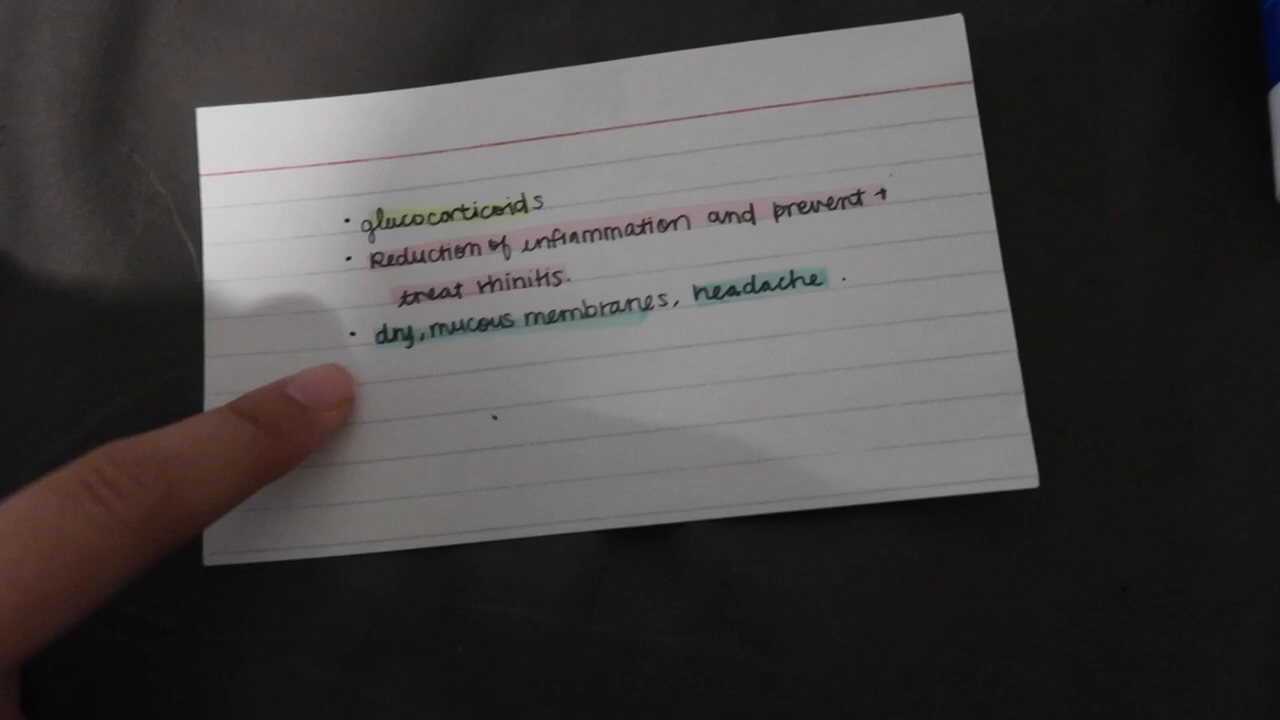 • glucocorticoids
• Reduction of inflammation and prevent +
treat rhinitis.
• dry, mucous membranes, headache.